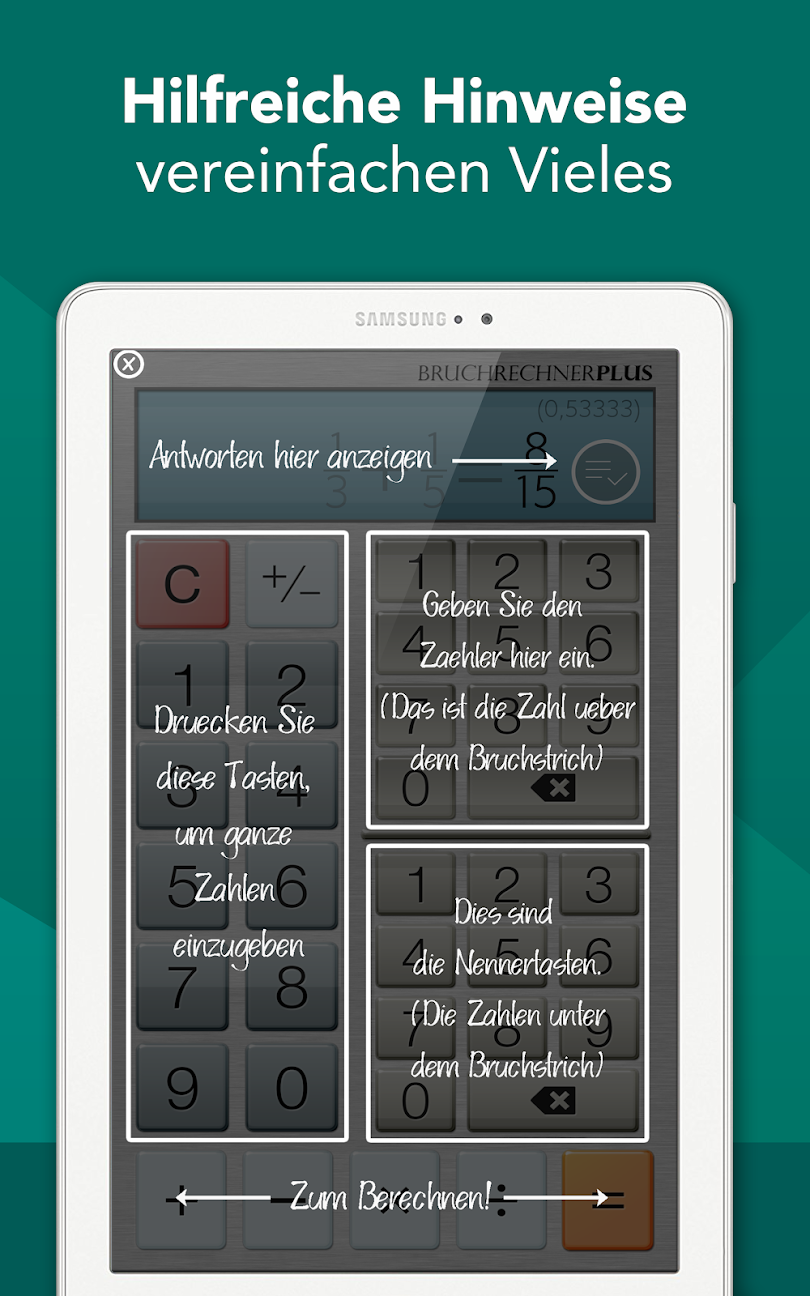 Hilfreiche Hinweise
vereinfachen Vieles
SAMSUNG
BRUCHRECHNERPLUS
(0,53333)
Antworten hier anzeigen
1/3 + 1/5 = 8/15
C +/−
1 2
3 4
5 6
7 8
9 0
Druecken Sie
diese Tasten,
um ganze
Zahlen
einzugeben
1 2 3
4 5 6
7 8 9
0
Geben Sie den
Zaehler hier ein.
(Das ist die Zahl ueber
dem Bruchstrich)
1 2 3
4 5 6
7 8 9
0
Dies sind
die Nennertasten.
(Die Zahlen unter
dem Bruchstrich)
+ − × ÷ =
Zum Berechnen!